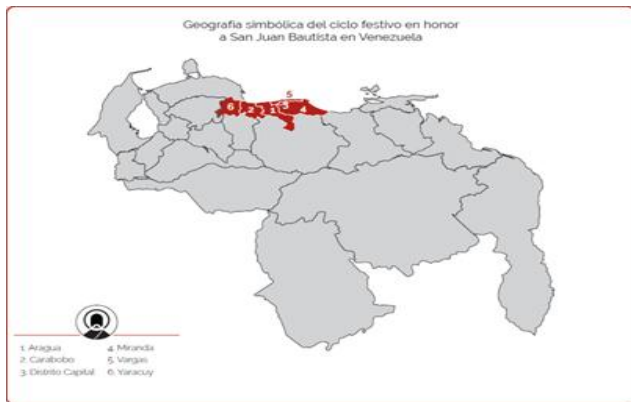 Geografía simbólica del ciclo festivo en honor
a San Juan Bautista en Venezuela
5
6 2 1 3 4
1. Aragua
2. Carabobo
3. Distrito Capital
4. Miranda
5. Vargas
6. Yaracuy